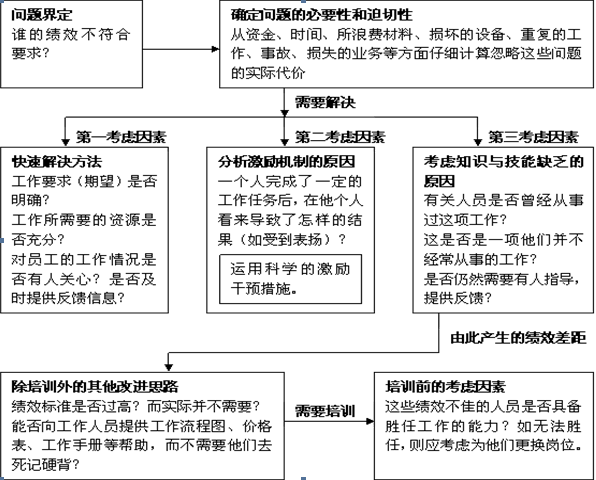 问题界定
谁的绩效不符合
要求？
确定问题的必要性和迫切性
从资金、时间、所浪费材料、损坏的设备、重复的工
作、事故、损失的业务等方面仔细计算忽略这些问题
的实际代价
需要解决
第一考虑因素
第二考虑因素
第三考虑因素
快速解决方法
工作要求（期望）是否
明确？
工作所需要的资源是
否充分？
对员工的工作情况是
否有人关心？是否及
时提供反馈信息？
分析激励机制的原因
一个人完成了一定的
工作任务后，在他个人
看来导致了怎样的结
果（如受到表扬）？
运用科学的激励
干预措施。
考虑知识与技能缺乏的
原因
有关人员是否曾经从事
过这项工作？
这是否是一项他们并不
经常从事的工作？
是否仍然需要有人指导，
提供反馈？
由此产生的绩效差距
除培训外的其他改进思路
绩效标准是否过高？而实际并不需要？
能否向工作人员提供工作流程图、价格
表、工作手册等帮助，而不需要他们去
死记硬背？
需要培训
培训前的考虑因素
这些绩效不佳的人员是否具备
胜任工作的能力？如无法胜
任，则应考虑为他们更换岗位。